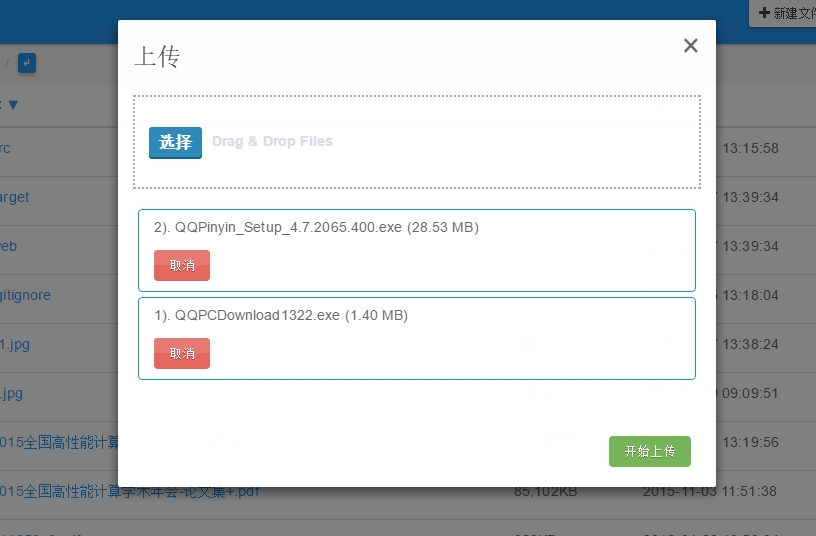 新建文件
上传
选择 Drag & Drop Files
13:15:58
arget 13:39:34
2). QQPinyin_Setup_4.7.2065.400.exe (28.53 MB)
13:39:34
取消
gitignore 13:18:04
1). QQPCDownload1322.exe (1.40 MB)
1.jpg 13:38:24
取消
.jpg 09:09:51
015全国高性能计算 13:19:56
开始上传
015全国高性能计算学术年会-论文集+.pdf 85,102KB 2015-11-03 11:51:38